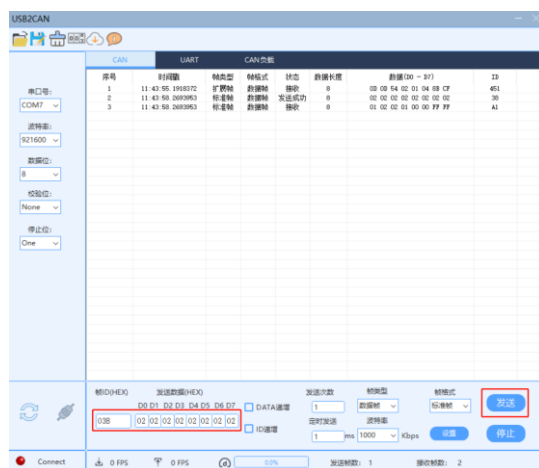 USB2CAN
CAN UART CAN负载
序号 时间戳 帧类型 帧格式 状态 数据长度 数据(D0 - D7) ID
1 11:43:55.1918372 扩展帧 数据帧 接收 8 0D 0D 54 02 01 04 8B CF 451
2 11:43:58.2693953 标准帧 数据帧 发送成功 8 02 02 02 02 02 02 02 02 38
3 11:43:58.2693953 标准帧 数据帧 接收 8 01 02 02 01 00 00 FF FF A1
串口号:
COM7
波特率:
921600
数据位:
8
校验位:
None
停止位:
One
帧ID(HEX) 发送数据(HEX) 发送次数 帧类型 帧格式
D0 D1 D2 D3 D4 D5 D6 D7 DATA递增 1 数据帧 标准帧 发送
03B 02 02 02 02 02 02 02 02 ID递增 定时发送 波特率
1 ms 1000 Kbps 设置 停止
Connect 0 FPS 0 FPS 0.0% 发送帧数: 1 接收帧数: 2